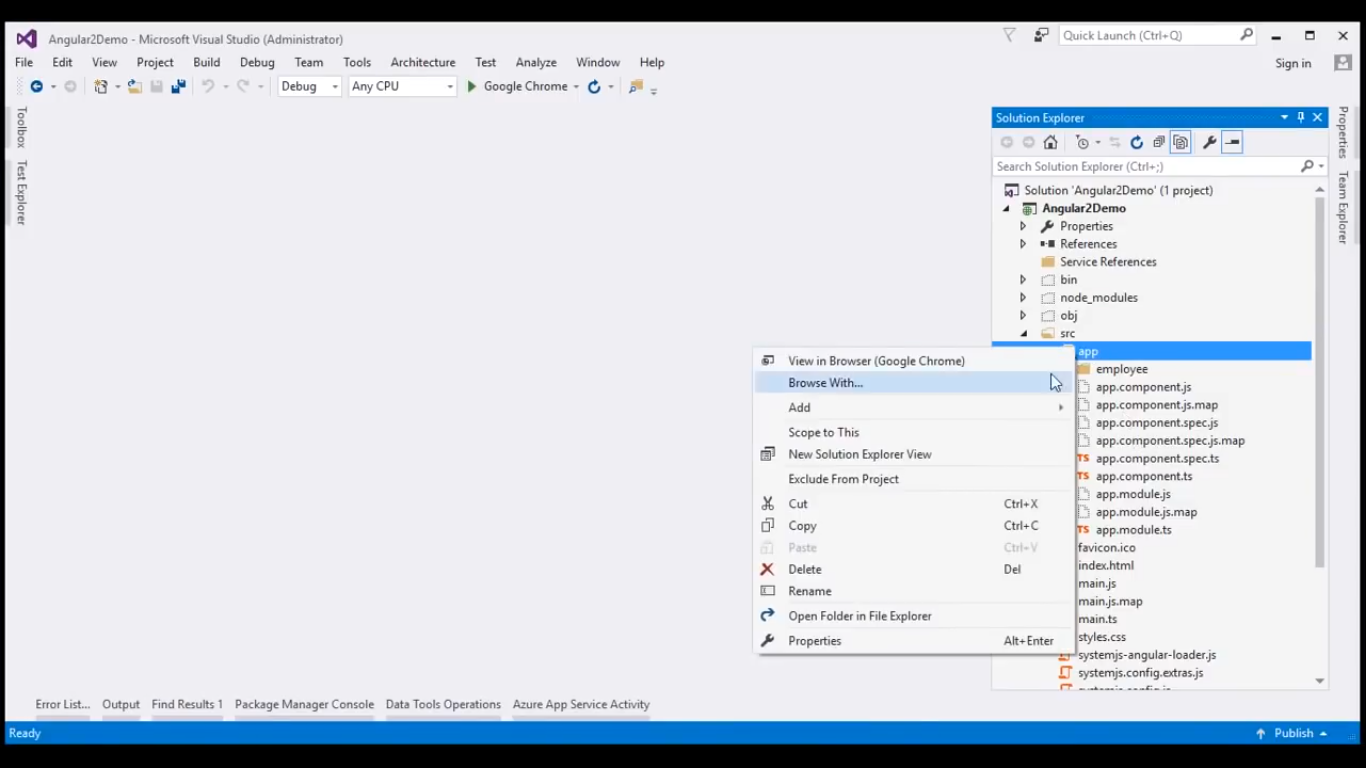 Angular2Demo - Microsoft Visual Studio (Administrator)
Quick Launch (Ctrl+Q)
File Edit View Project Build Debug Team Tools Architecture Test Analyze Window Help
Sign in
Debug Any CPU Google Chrome
Toolbox
Test Explorer
Solution Explorer
Search Solution Explorer (Ctrl+;)
Solution 'Angular2Demo' (1 project)
Angular2Demo
Properties
References
Service References
bin
node_modules
obj
src
app
employee
app.component.js
app.component.js.map
app.component.spec.js
app.component.spec.js.map
TS app.component.spec.ts
TS app.component.ts
app.module.js
app.module.js.map
TS app.module.ts
favicon.ico
index.html
main.js
main.js.map
main.ts
styles.css
systemjs-angular-loader.js
systemjs.config.extras.js
Properties
Team Explorer
View in Browser (Google Chrome)
Browse With...
Add
Scope to This
New Solution Explorer View
Exclude From Project
Cut Ctrl+X
Copy Ctrl+C
Paste Ctrl+V
Delete Del
Rename
Open Folder in File Explorer
Properties Alt+Enter
Error List... Output Find Results 1 Package Manager Console Data Tools Operations Azure App Service Activity
Ready
Publish